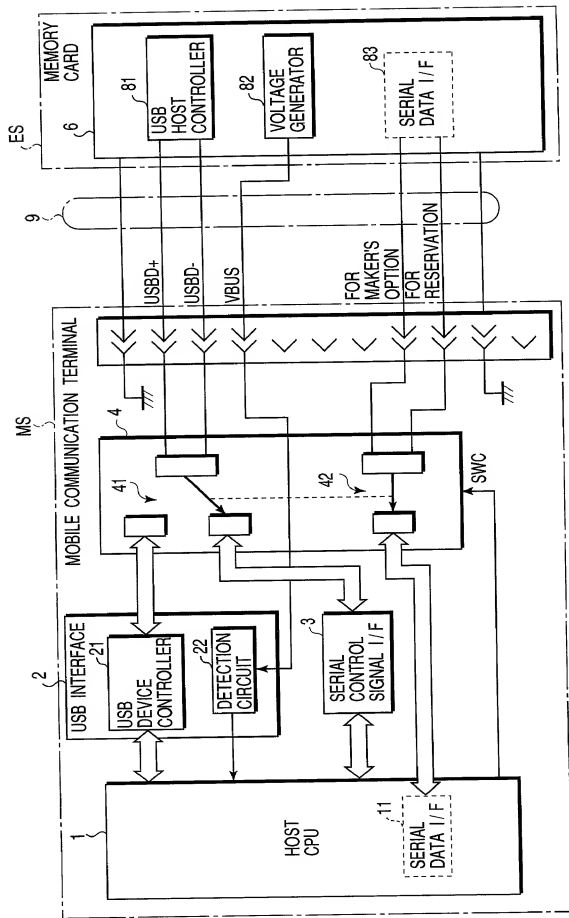 MOBILE COMMUNICATION TERMINAL
MS
ES
MEMORY
CARD
1
HOST
CPU
11
SERIAL
DATA I/F
2
USB INTERFACE
21
USB
DEVICE
CONTROLLER
22
DETECTION
CIRCUIT
3
SERIAL
CONTROL
SIGNAL I/F
4
41
42
SWC
USBD+
USBD-
VBUS
FOR MAKER'S
OPTION
FOR
RESERVATION
9
6
81
USB
HOST
CONTROLLER
82
VOLTAGE
GENERATOR
83
SERIAL
DATA I/F